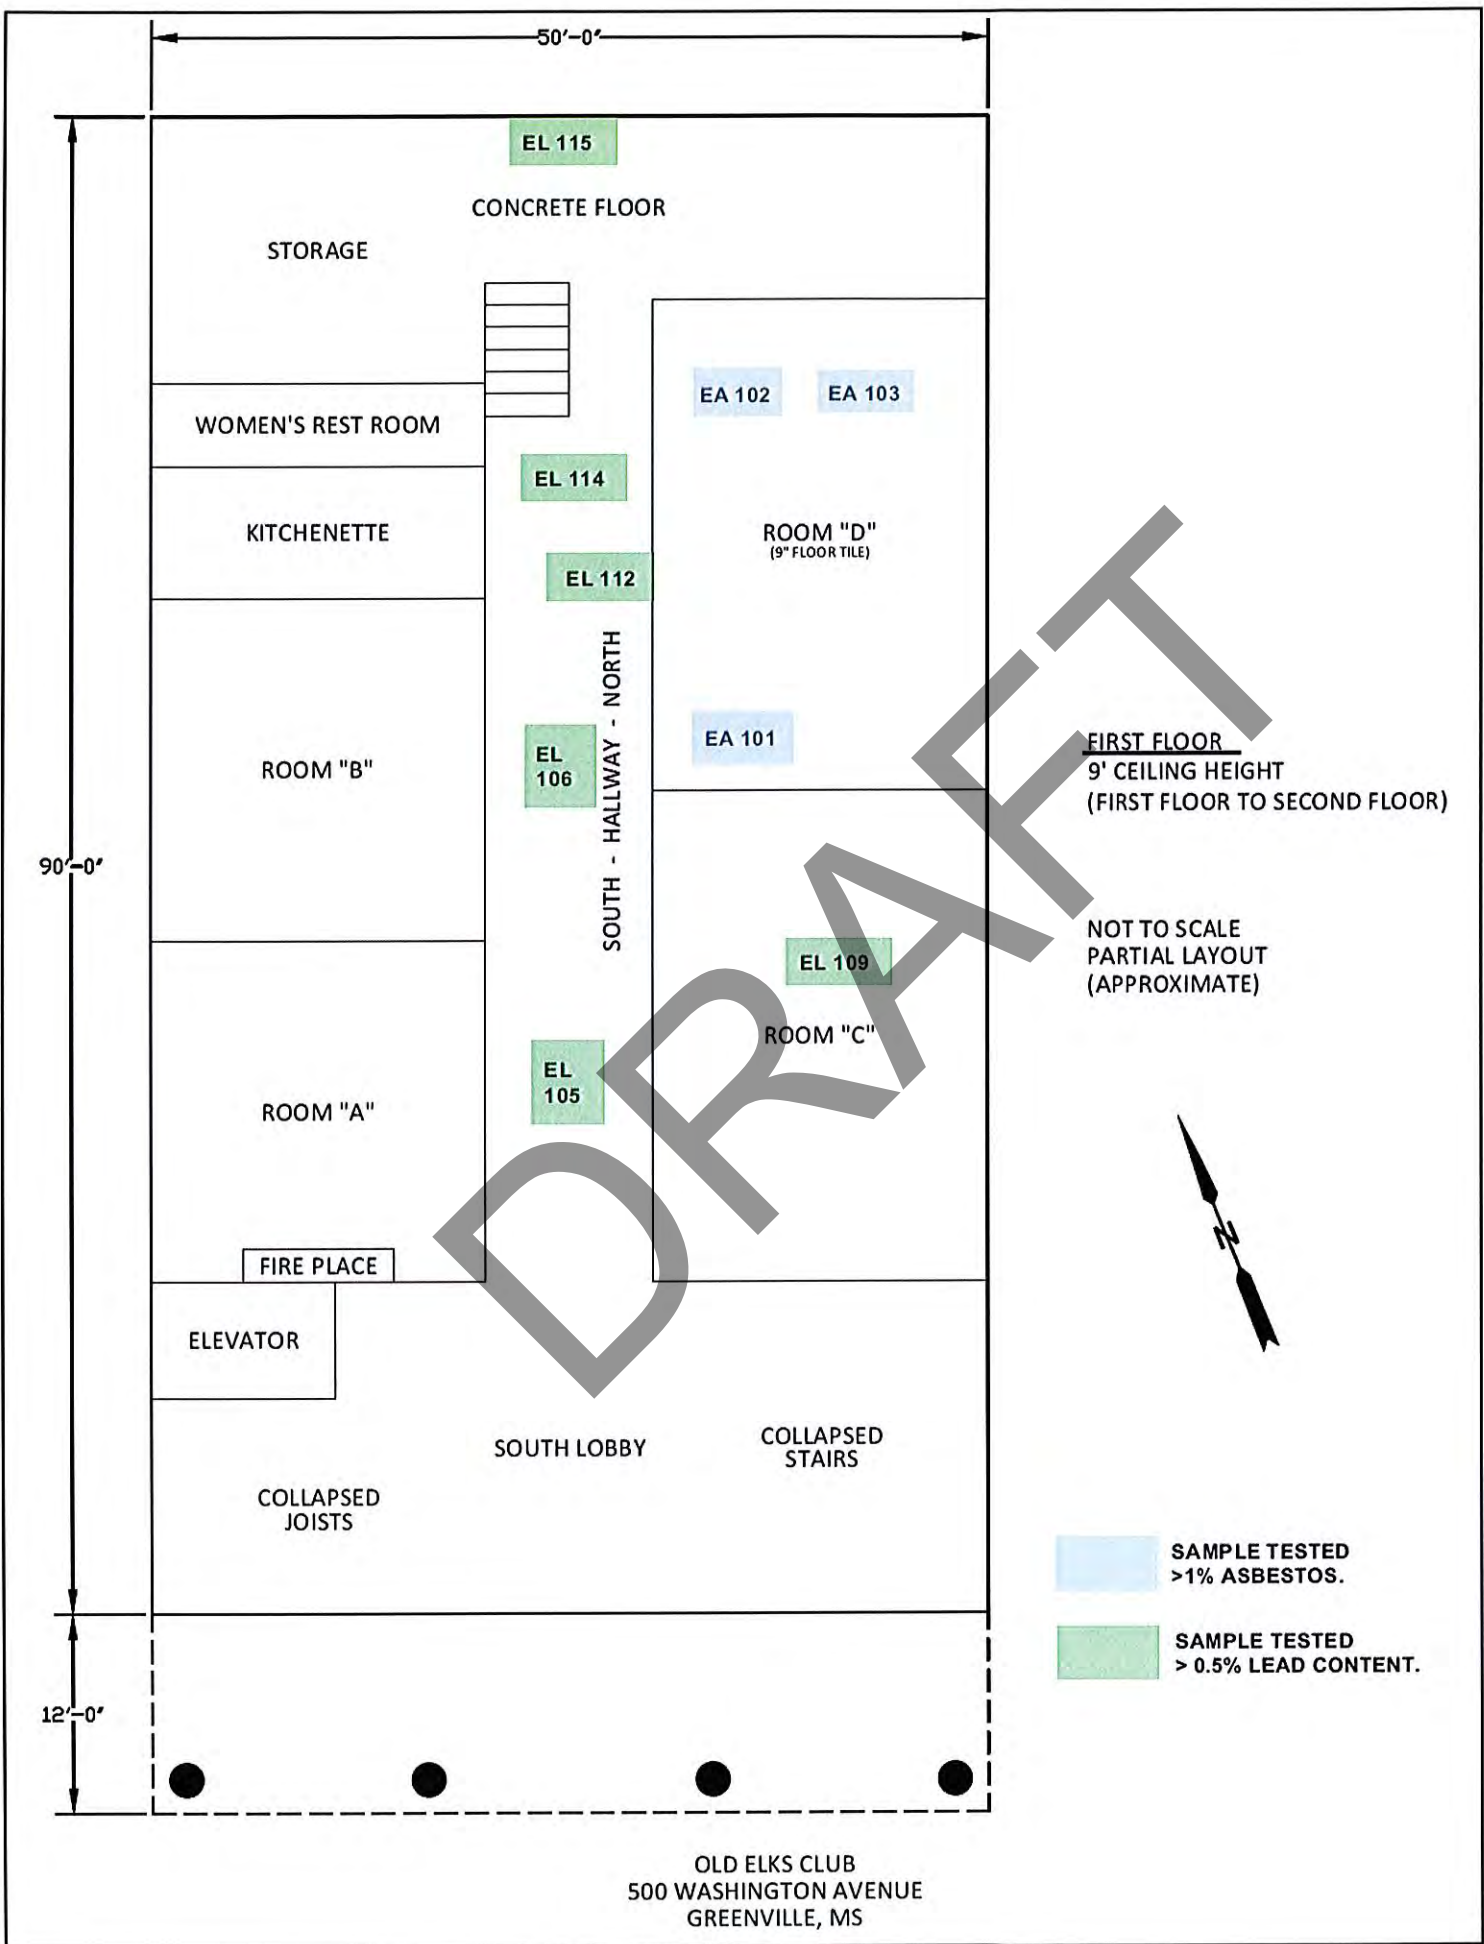 50'-0"
EL 115
CONCRETE FLOOR
STORAGE
WOMEN'S REST ROOM
EA 102
EA 103
EL 114
KITCHENETTE
ROOM "D"
(9" FLOOR TILE)
EL 112
SOUTH - HALLWAY - NORTH
EA 101
EL
106
ROOM "B"
FIRST FLOOR
9' CEILING HEIGHT
(FIRST FLOOR TO SECOND FLOOR)
90'-0"
NOT TO SCALE
PARTIAL LAYOUT
(APPROXIMATE)
EL 109
ROOM "C"
EL
105
ROOM "A"
DRAFT
N
FIRE PLACE
ELEVATOR
SOUTH LOBBY
COLLAPSED
STAIRS
COLLAPSED
JOISTS
SAMPLE TESTED
>1% ASBESTOS.
SAMPLE TESTED
> 0.5% LEAD CONTENT.
12'-0"
OLD ELKS CLUB
500 WASHINGTON AVENUE
GREENVILLE, MS